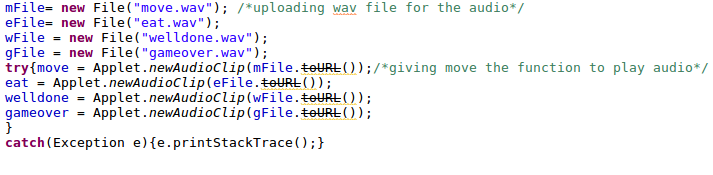 mFile= new File("move.wav"); /*uploading wav file for the audio*/
eFile= new File("eat.wav");
wFile = new File("welldone.wav");
gFile = new File("gameover.wav");
try{move = Applet.newAudioClip(mFile.toURL());/*giving move the function to play audio*/
eat = Applet.newAudioClip(eFile.toURL());
welldone = Applet.newAudioClip(wFile.toURL());
gameover = Applet.newAudioClip(gFile.toURL());
}
catch(Exception e){e.printStackTrace();}